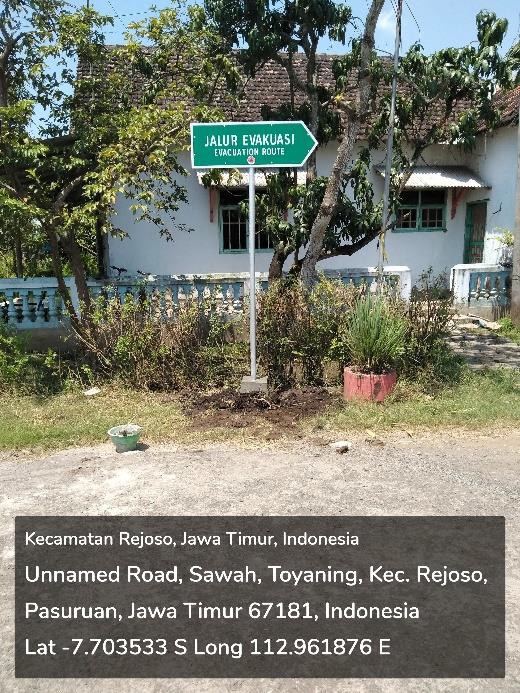 JALUR EVAKUASI
EVACUATION ROUTE
Kecamatan Rejoso, Jawa Timur, Indonesia
Unnamed Road, Sawah, Toyaning, Kec. Rejoso,
Pasuruan, Jawa Timur 67181, Indonesia
Lat -7.703533 S Long 112.961876 E